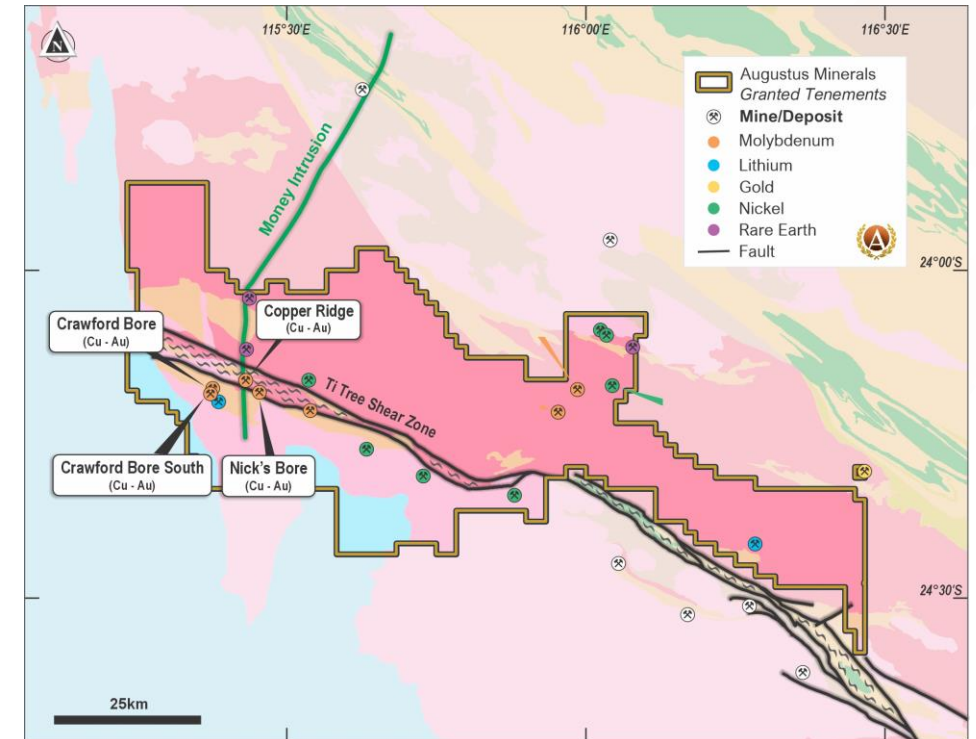 115°30'E
116°00'E
116°30'E
N
Augustus Minerals
Granted Tenements
Mine/Deposit
Molybdenum
Lithium
Gold
Nickel
Rare Earth
Fault
A
Money Intrusion
24°00'S
Copper Ridge
(Cu - Au)
Crawford Bore
(Cu - Au)
Ti Tree Shear Zone
Crawford Bore South
(Cu - Au)
Nick's Bore
(Cu - Au)
24°30'S
25km